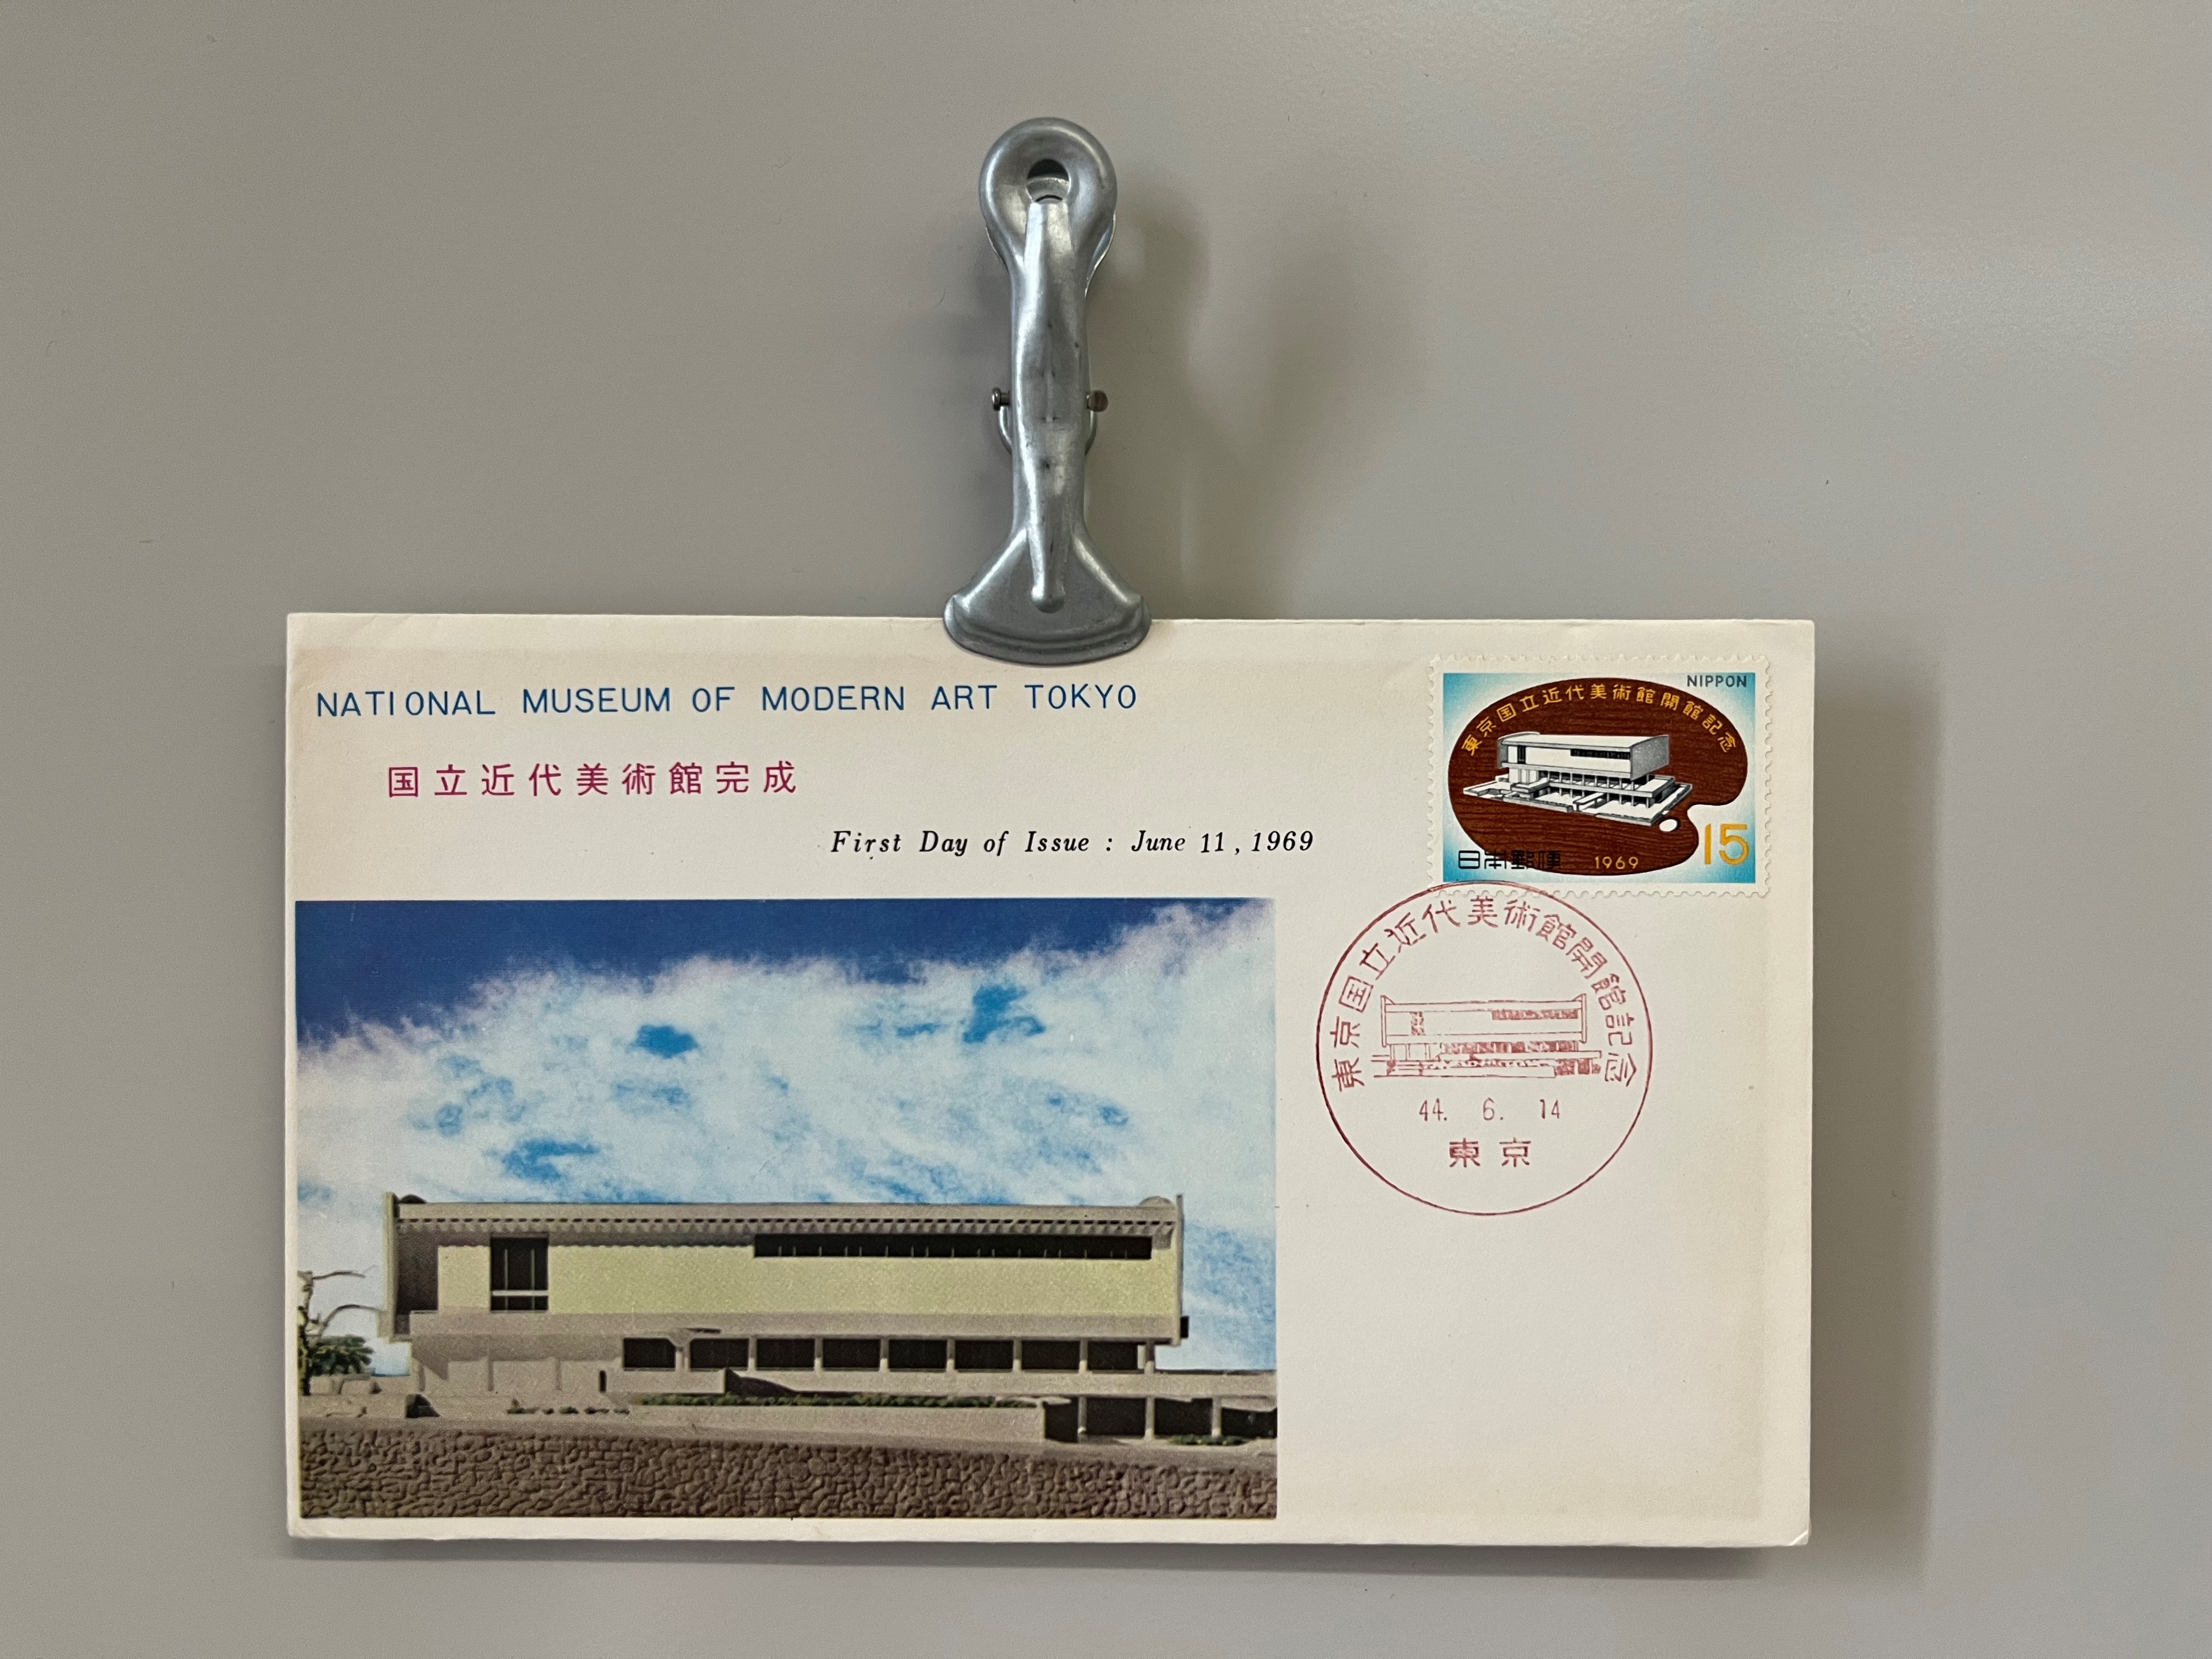 NATIONAL MUSEUM OF MODERN ART TOKYO
国立近代美術館完成
First Day of Issue : June 11, 1969
NIPPON
東京国立近代美術館開館記念
15
日本郵便 1969
東京国立近代美術館開館記念
44. 6. 14
東京